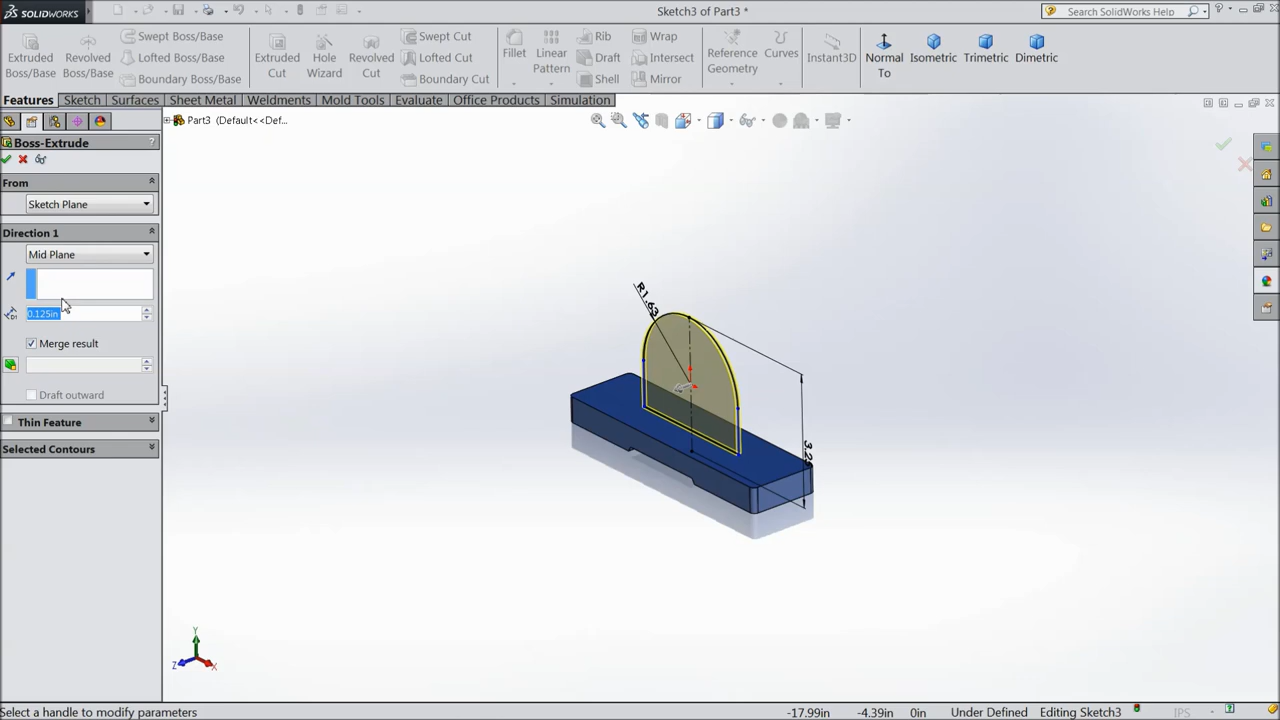 SOLIDWORKS
Sketch3 of Part3 *
Search SolidWorks Help
Extruded Boss/Base
Revolved Boss/Base
Swept Boss/Base
Lofted Boss/Base
Boundary Boss/Base
Extruded Cut
Hole Wizard
Revolved Cut
Swept Cut
Lofted Cut
Boundary Cut
Fillet
Linear Pattern
Rib
Draft
Shell
Wrap
Intersect
Mirror
Reference Geometry
Curves
Instant3D
Normal To
Isometric
Trimetric
Dimetric
Features Sketch Surfaces Sheet Metal Weldments Mold Tools Evaluate Office Products Simulation
Part3 (Default<<Def...
Boss-Extrude ?
From
Sketch Plane
Direction 1
Mid Plane
0.125in
Merge result
Draft outward
Thin Feature
Selected Contours
R1.63
Y
Z
X
Select a handle to modify parameters
-17.99in -4.39in 0in Under Defined Editing Sketch3 IPS